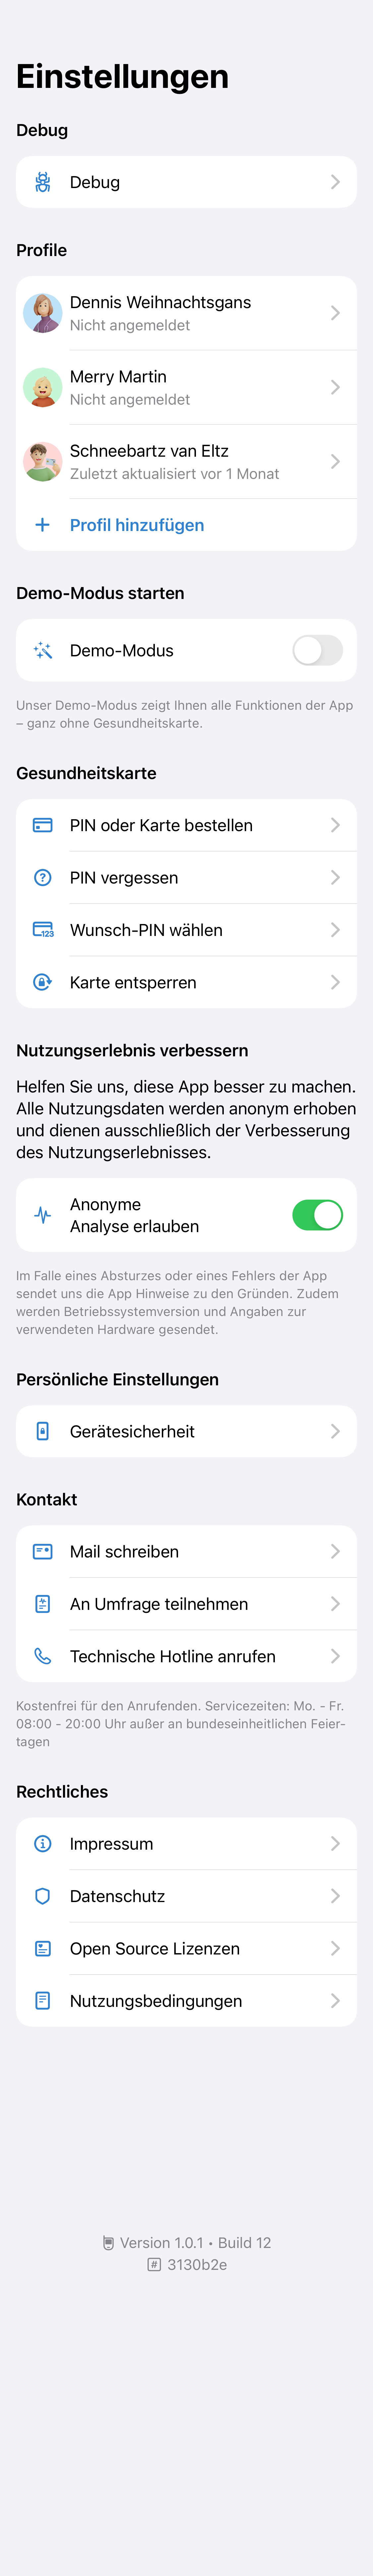 Einstellungen
Debug
Debug
Profile
Dennis Weihnachtsgans
Nicht angemeldet
Merry Martin
Nicht angemeldet
Schneebartz van Eltz
Zuletzt aktualisiert vor 1 Monat
Profil hinzufügen
Demo-Modus starten
Demo-Modus
Unser Demo-Modus zeigt Ihnen alle Funktionen der App
– ganz ohne Gesundheitskarte.
Gesundheitskarte
PIN oder Karte bestellen
PIN vergessen
Wunsch-PIN wählen
Karte entsperren
Nutzungserlebnis verbessern
Helfen Sie uns, diese App besser zu machen.
Alle Nutzungsdaten werden anonym erhoben
und dienen ausschließlich der Verbesserung
des Nutzungserlebnisses.
Anonyme
Analyse erlauben
Im Falle eines Absturzes oder eines Fehlers der App
sendet uns die App Hinweise zu den Gründen. Zudem
werden Betriebssystemversion und Angaben zur
verwendeten Hardware gesendet.
Persönliche Einstellungen
Gerätesicherheit
Kontakt
Mail schreiben
An Umfrage teilnehmen
Technische Hotline anrufen
Kostenfrei für den Anrufenden. Servicezeiten: Mo. - Fr.
08:00 - 20:00 Uhr außer an bundeseinheitlichen Feier-
tagen
Rechtliches
Impressum
Datenschutz
Open Source Lizenzen
Nutzungsbedingungen
Version 1.0.1 • Build 12
3130b2e